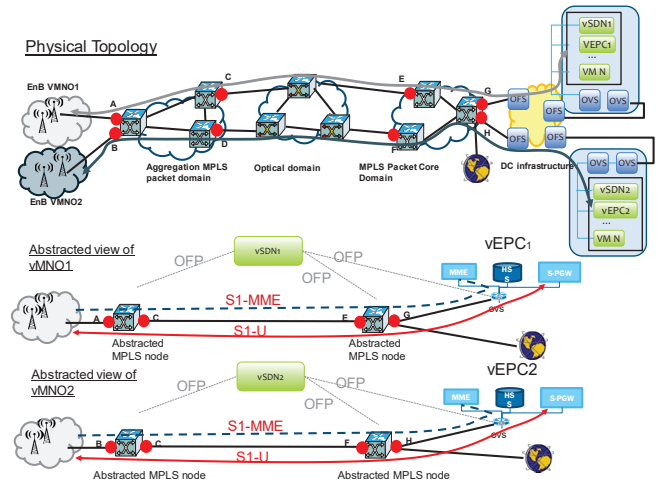 Physical Topology
vSDN1
VEPC1
...
VM N
EnB VMNO1
A
C
E
G
OFS
OVS
OVS
B
D
F
H
OFS
OFS
OFS
EnB VMNO2
Aggregation MPLS
packet domain
Optical domain
MPLS Packet Core
Domain
DC infrastructure
OVS
OVS
vSDN2
vEPC2
...
VM N
Abstracted view of
vMNO1
OFP
vSDN1
OFP
OFP
vEPC1
MME
HS
S
S-PGW
OVS
S1-MME
A
C
E
G
S1-U
Abstracted
MPLS node
Abstracted
MPLS node
Abstracted view of
vMNO2
OFP
vSDN2
OFP
OFP
vEPC2
MME
HS
S
S-PGW
OVS
S1-MME
B
C
F
H
S1-U
Abstracted MPLS node
Abstracted MPLS node